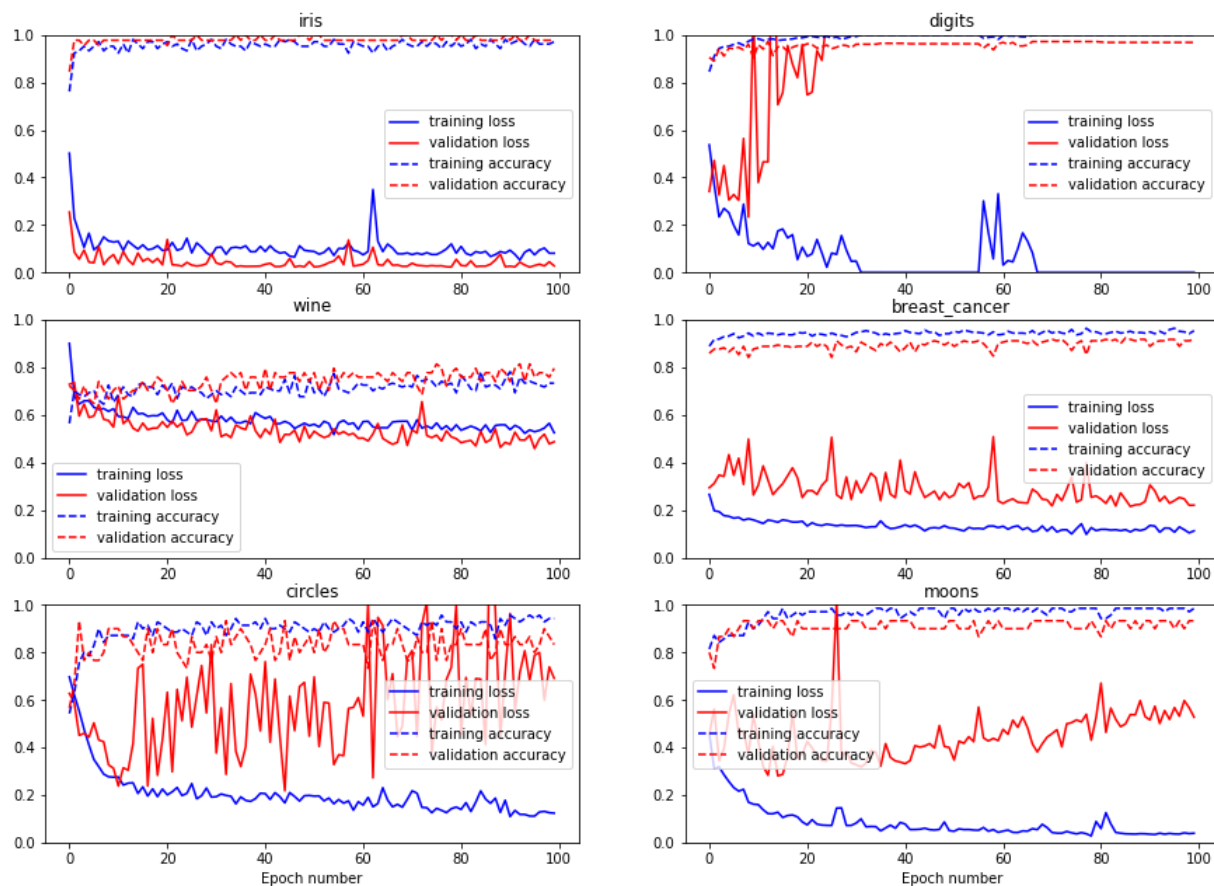 iris
1.0
0.8
0.6
0.4
0.2
0.0
training loss
validation loss
training accuracy
validation accuracy
0 20 40 60 80 100
digits
1.0
0.8
0.6
0.4
0.2
0.0
training loss
validation loss
training accuracy
validation accuracy
0 20 40 60 80 100
wine
1.0
0.8
0.6
0.4
0.2
0.0
training loss
validation loss
training accuracy
validation accuracy
0 20 40 60 80 100
breast_cancer
1.0
0.8
0.6
0.4
0.2
0.0
training loss
validation loss
training accuracy
validation accuracy
0 20 40 60 80 100
circles
1.0
0.8
0.6
0.4
0.2
0.0
training loss
validation loss
training accuracy
validation accuracy
0 20 40 60 80 100
Epoch number
moons
1.0
0.8
0.6
0.4
0.2
0.0
training loss
validation loss
training accuracy
validation accuracy
0 20 40 60 80 100
Epoch number